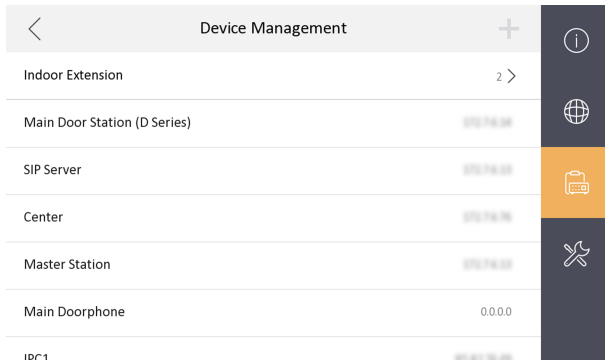 Device Management
Indoor Extension 2
Main Door Station (D Series)
SIP Server
Center
Master Station
Main Doorphone 0.0.0.0
IPC1